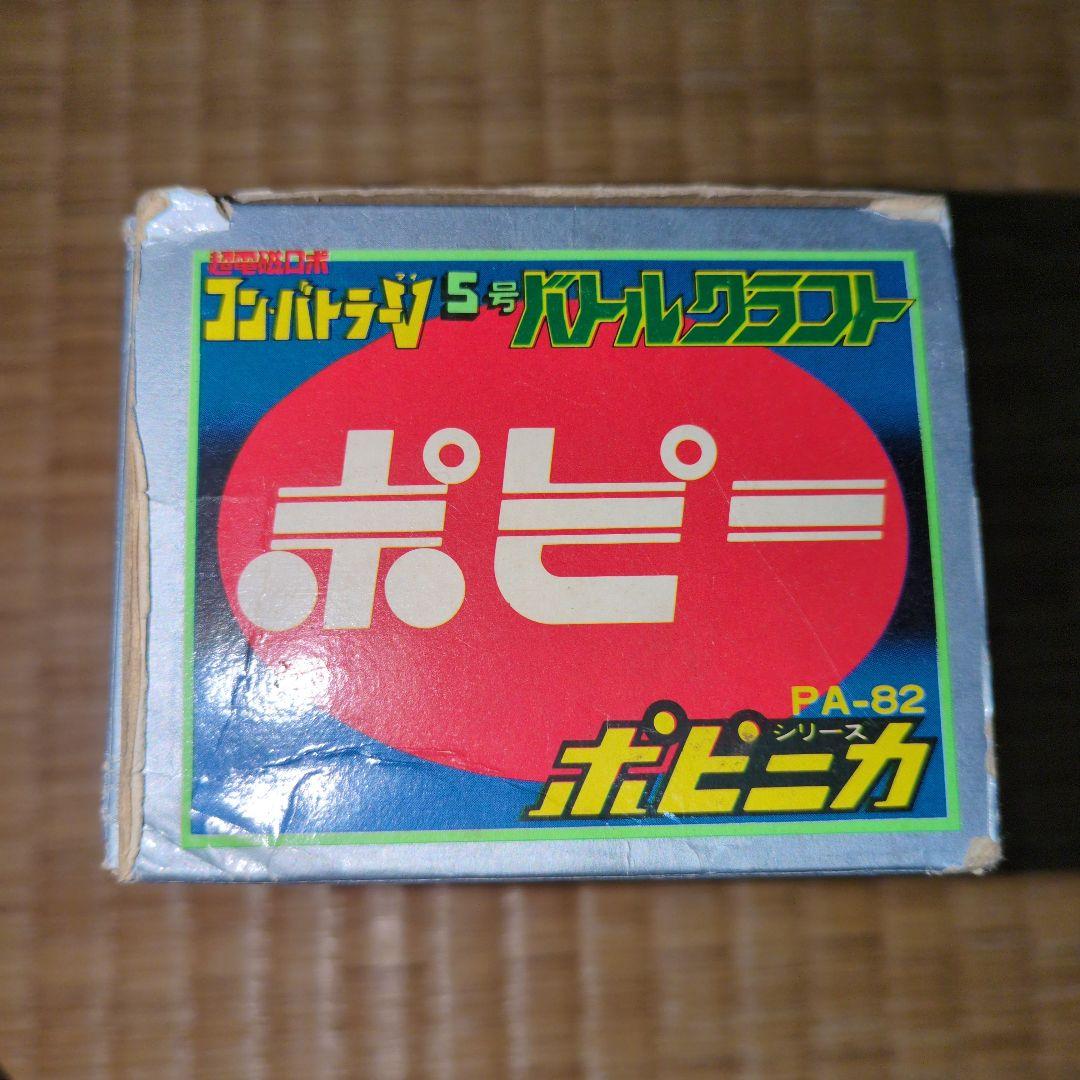 超電磁ロボ
コン・バトラーV 5号 バトルクラフト
ポピー
PA-82
シリーズ
ポピニカ